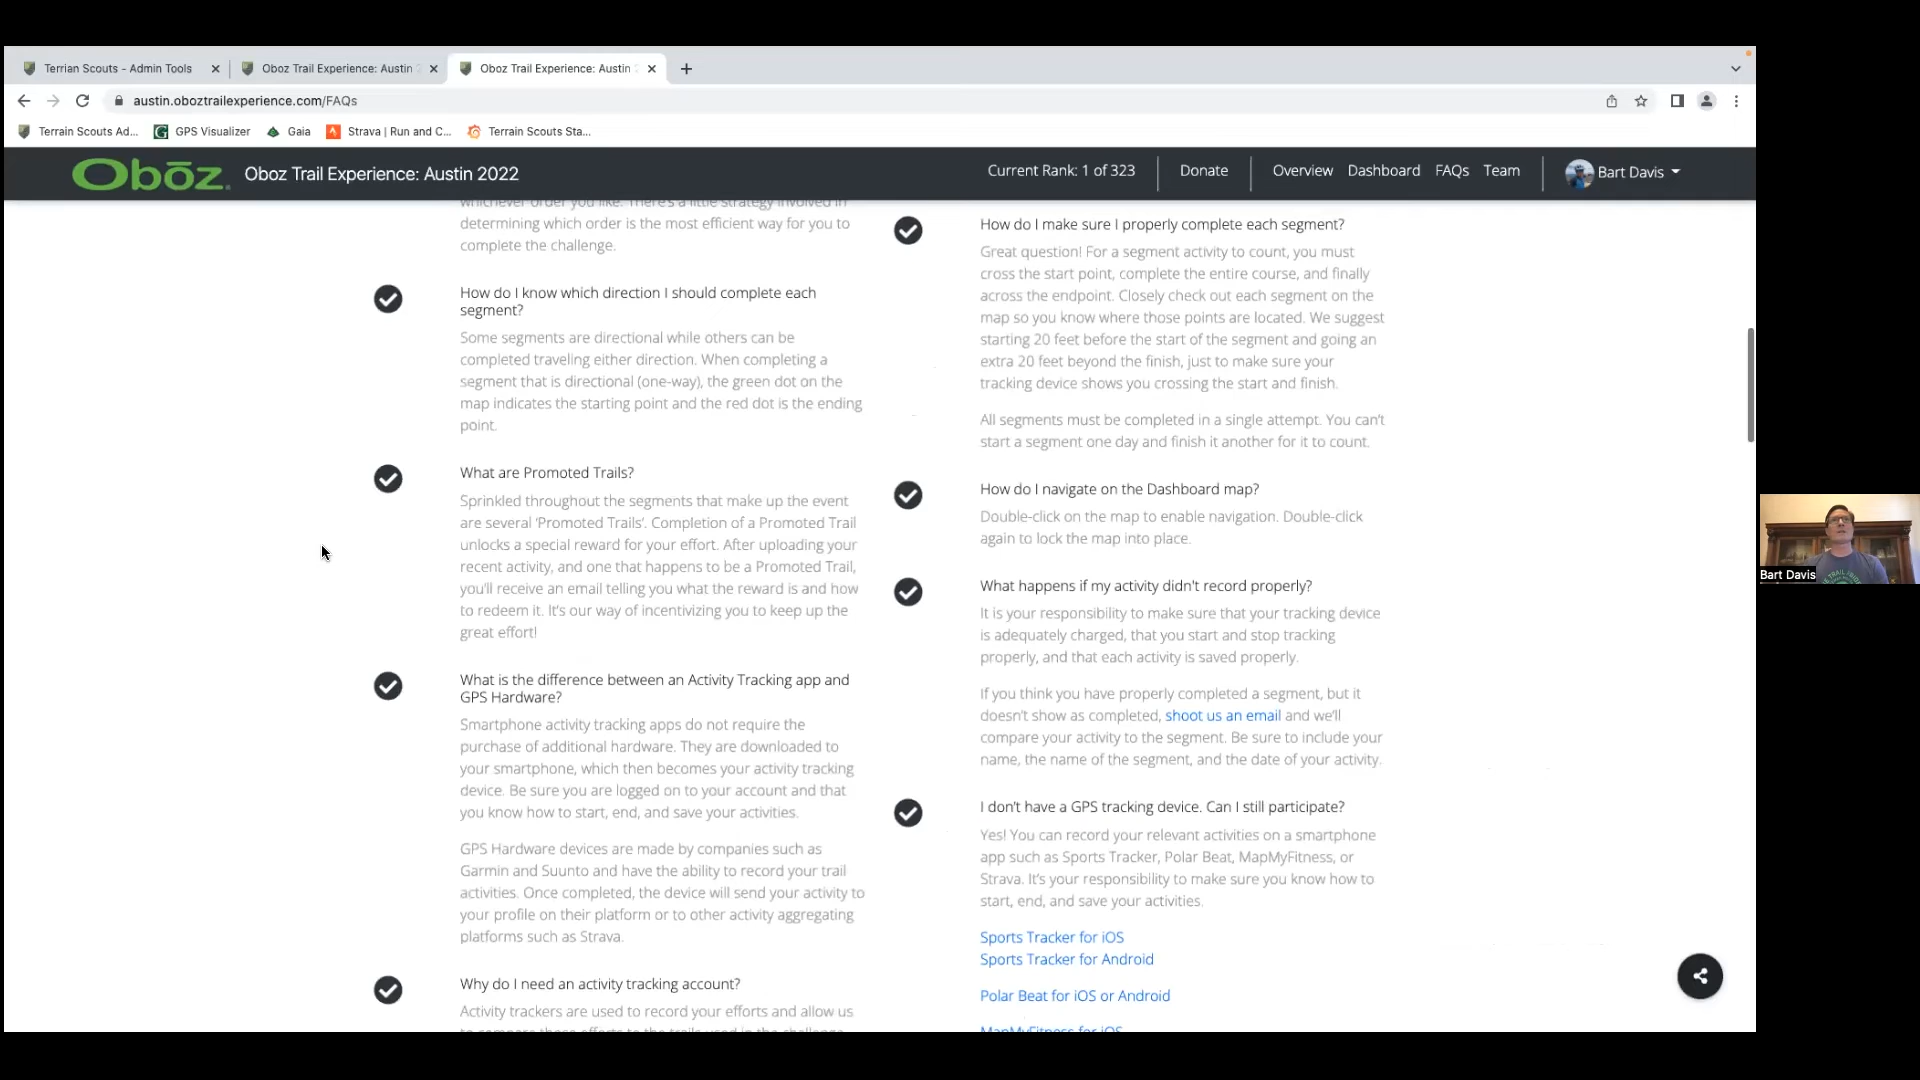 Terrian Scouts - Admin Tools
Oboz Trail Experience: Austin
Oboz Trail Experience: Austin
austin.oboztrailexperience.com/FAQs
Terrain Scouts Ad...
GPS Visualizer
Gaia
Strava | Run and C...
Terrain Scouts Sta...
Obōz.
Oboz Trail Experience: Austin 2022
Current Rank: 1 of 323
Donate
Overview
Dashboard
FAQs
Team
Bart Davis
whichever order you like. There's a little strategy involved in
determining which order is the most efficient way for you to
complete the challenge.
How do I know which direction I should complete each
segment?
Some segments are directional while others can be
completed traveling either direction. When completing a
segment that is directional (one-way), the green dot on the
map indicates the starting point and the red dot is the ending
point.
What are Promoted Trails?
Sprinkled throughout the segments that make up the event
are several 'Promoted Trails'. Completion of a Promoted Trail
unlocks a special reward for your effort. After uploading your
recent activity, and one that happens to be a Promoted Trail,
you'll receive an email telling you what the reward is and how
to redeem it. It's our way of incentivizing you to keep up the
great effort!
What is the difference between an Activity Tracking app and
GPS Hardware?
Smartphone activity tracking apps do not require the
purchase of additional hardware. They are downloaded to
your smartphone, which then becomes your activity tracking
device. Be sure you are logged on to your account and that
you know how to start, end, and save your activities.
GPS Hardware devices are made by companies such as
Garmin and Suunto and have the ability to record your trail
activities. Once completed, the device will send your activity to
your profile on their platform or to other activity aggregating
platforms such as Strava.
Why do I need an activity tracking account?
Activity trackers are used to record your efforts and allow us
to compare those efforts to the trails used in the challenge.
How do I make sure I properly complete each segment?
Great question! For a segment activity to count, you must
cross the start point, complete the entire course, and finally
across the endpoint. Closely check out each segment on the
map so you know where those points are located. We suggest
starting 20 feet before the start of the segment and going an
extra 20 feet beyond the finish, just to make sure your
tracking device shows you crossing the start and finish.
All segments must be completed in a single attempt. You can't
start a segment one day and finish it another for it to count.
How do I navigate on the Dashboard map?
Double-click on the map to enable navigation. Double-click
again to lock the map into place.
What happens if my activity didn't record properly?
It is your responsibility to make sure that your tracking device
is adequately charged, that you start and stop tracking
properly, and that each activity is saved properly.
If you think you have properly completed a segment, but it
doesn't show as completed, shoot us an email and we'll
compare your activity to the segment. Be sure to include your
name, the name of the segment, and the date of your activity.
I don't have a GPS tracking device. Can I still participate?
Yes! You can record your relevant activities on a smartphone
app such as Sports Tracker, Polar Beat, MapMyFitness, or
Strava. It's your responsibility to make sure you know how to
start, end, and save your activities.
Sports Tracker for iOS
Sports Tracker for Android
Polar Beat for iOS or Android
MapMyFitness for iOS
Bart Davis